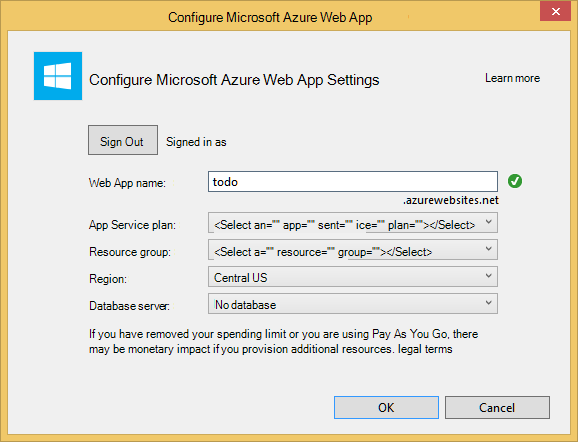 Configure Microsoft Azure Web App
Configure Microsoft Azure Web App Settings
Learn more
Sign Out
Signed in as
Web App name:
todo
.azurewebsites.net
App Service plan:
<Select an="" app="" sent="" ice="" plan=""></Select>
Resource group:
<Select a="" resource="" group=""></Select>
Region:
Central US
Database server:
No database
If you have removed your spending limit or you are using Pay As You Go, there
may be monetary impact if you provision additional resources. legal terms
OK
Cancel